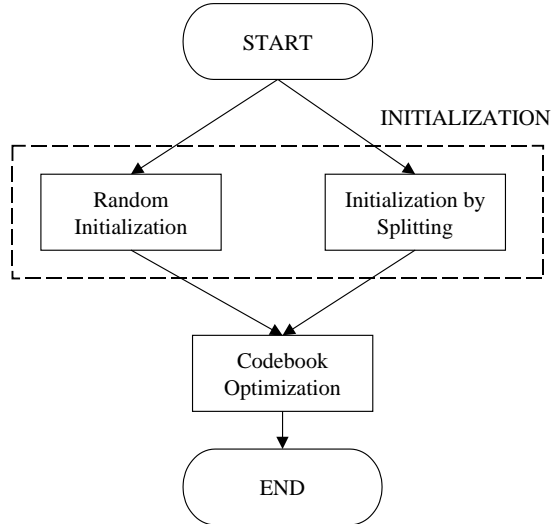 START
INITIALIZATION
Random
Initialization
Initialization by
Splitting
Codebook
Optimization
END